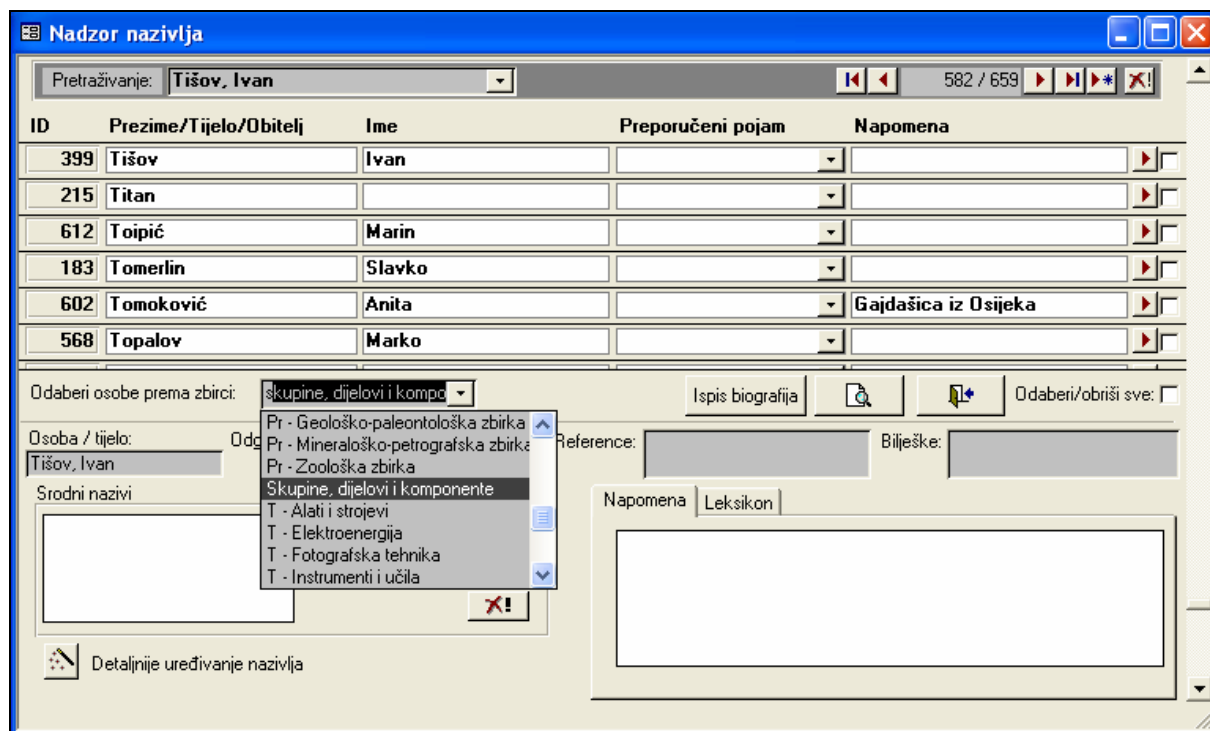 Nadzor nazivlja
Pretraživanje: Tišov, Ivan 582 / 659
ID Prezime/Tijelo/Obitelj Ime Preporučeni pojam Napomena
399 Tišov Ivan
215 Titan
612 Toipić Marin
183 Tomerlin Slavko
602 Tomoković Anita Gajdašica iz Osijeka
568 Topalov Marko
Odaberi osobe prema zbirci: skupine, dijelovi i kompo Ispis biografija Odaberi/obriši sve:
Osoba / tijelo: Odg Reference: Bilješke:
Tišov, Ivan
Pr - Geološko-paleontološka zbirka
Pr - Mineraloško-petrografska zbirka
Pr - Zoološka zbirka
Skupine, dijelovi i komponente
T - Alati i strojevi
T - Elektroenergija
T - Fotografska tehnika
T - Instrumenti i učila
Srodni nazivi
Napomena Leksikon
Detaljnije uređivanje nazivlja